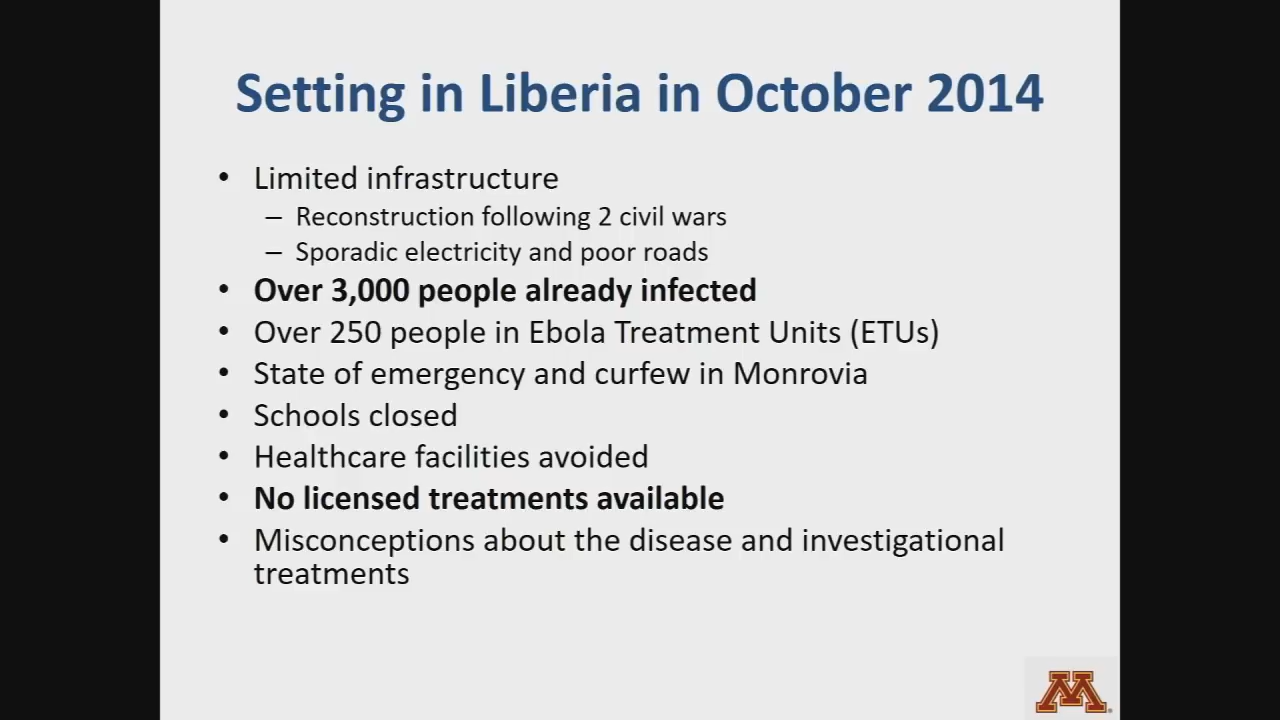 Setting in Liberia in October 2014
• Limited infrastructure
– Reconstruction following 2 civil wars
– Sporadic electricity and poor roads
• Over 3,000 people already infected
• Over 250 people in Ebola Treatment Units (ETUs)
• State of emergency and curfew in Monrovia
• Schools closed
• Healthcare facilities avoided
• No licensed treatments available
• Misconceptions about the disease and investigational
treatments
M